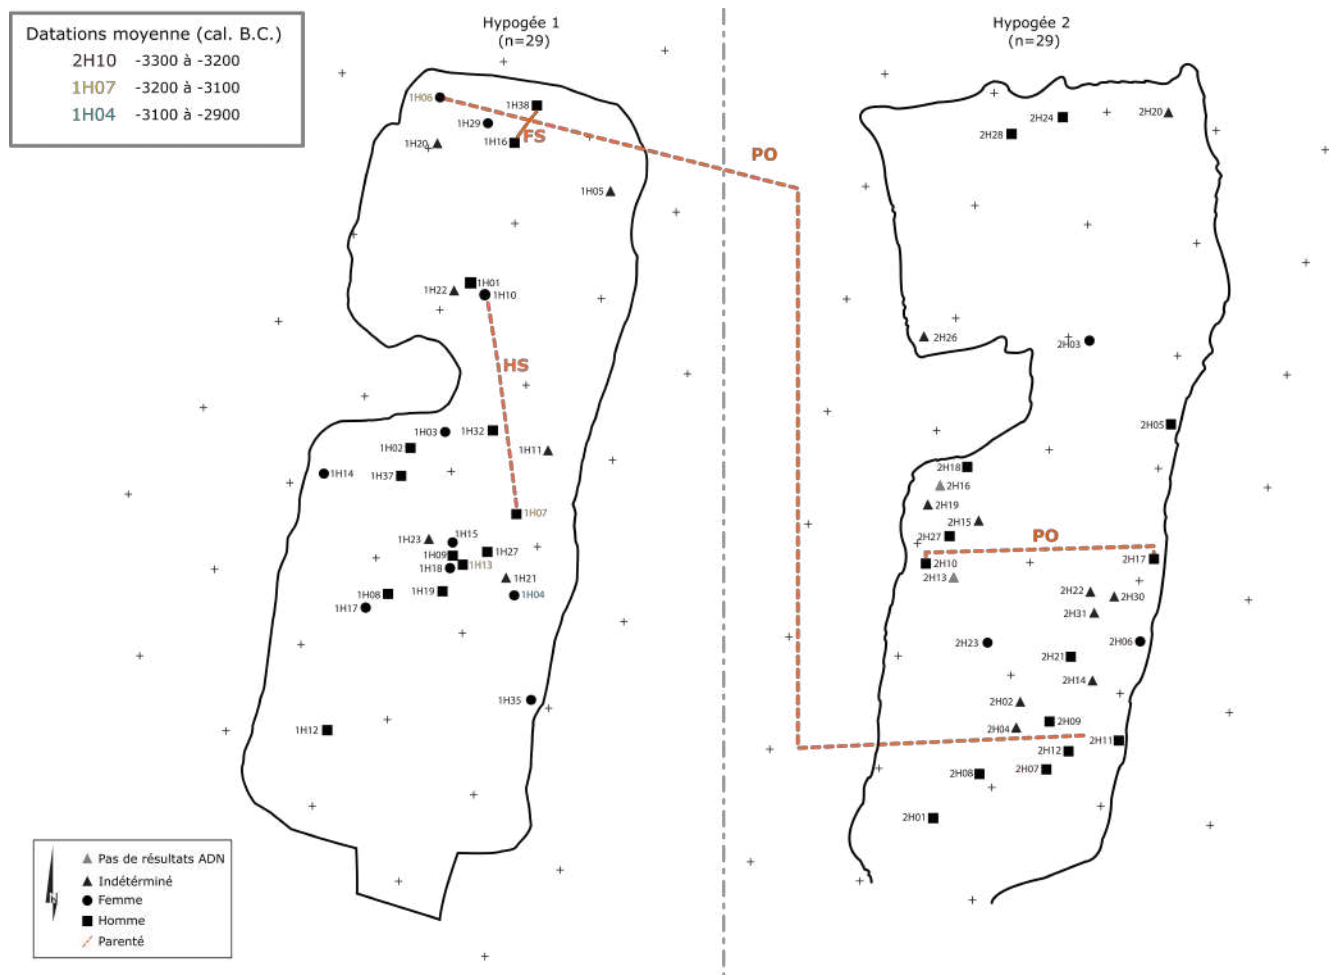 Datations moyenne (cal. B.C.)
2H10 -3300 à -3200
1H07 -3200 à -3100
1H04 -3100 à -2900
Hypogée 1
(n=29)
Hypogée 2
(n=29)
1H06
1H38
1H29
FS
1H20
1H16
PO
1H05
1H22
1H01
1H10
HS
1H03
1H32
1H02
1H11
1H14
1H37
1H07
1H23
1H15
1H09
1H27
1H18
1H13
1H21
1H08
1H19
1H04
1H17
1H35
1H12
2H24
2H20
2H28
2H26
2H03
2H05
2H18
2H16
2H19
2H15
2H27
PO
2H10
2H17
2H13
2H22
2H30
2H31
2H23
2H06
2H21
2H14
2H02
2H09
2H04
2H11
2H12
2H08
2H07
2H01
N
Pas de résultats ADN
Indétérminé
Femme
Homme
Parenté